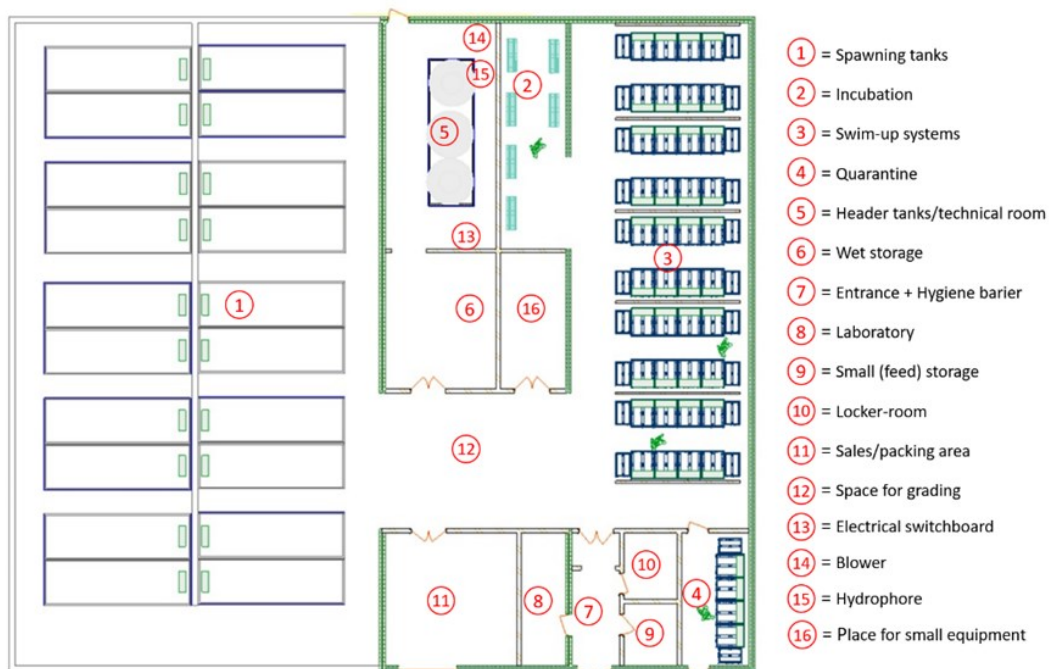 1 = Spawning tanks
2 = Incubation
3 = Swim-up systems
4 = Quarantine
5 = Header tanks/technical room
6 = Wet storage
7 = Entrance + Hygiene barier
8 = Laboratory
9 = Small (feed) storage
10 = Locker-room
11 = Sales/packing area
12 = Space for grading
13 = Electrical switchboard
14 = Blower
15 = Hydrophore
16 = Place for small equipment
14
15
2
5
13
3
1
6
16
12
10
4
11
8
7
9